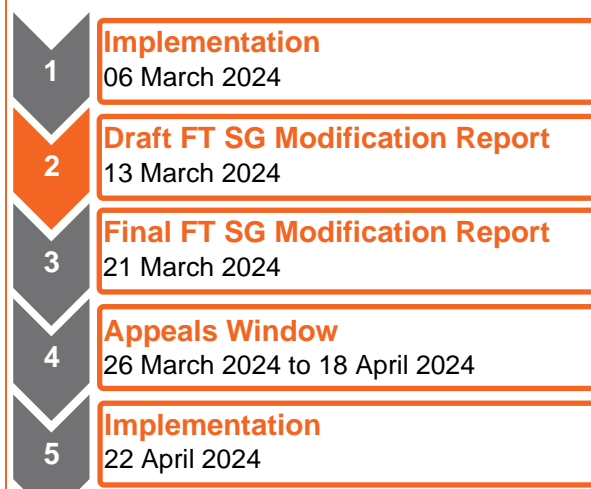 1
Implementation
06 March 2024
2
Draft FT SG Modification Report
13 March 2024
3
Final FT SG Modification Report
21 March 2024
4
Appeals Window
26 March 2024 to 18 April 2024
5
Implementation
22 April 2024